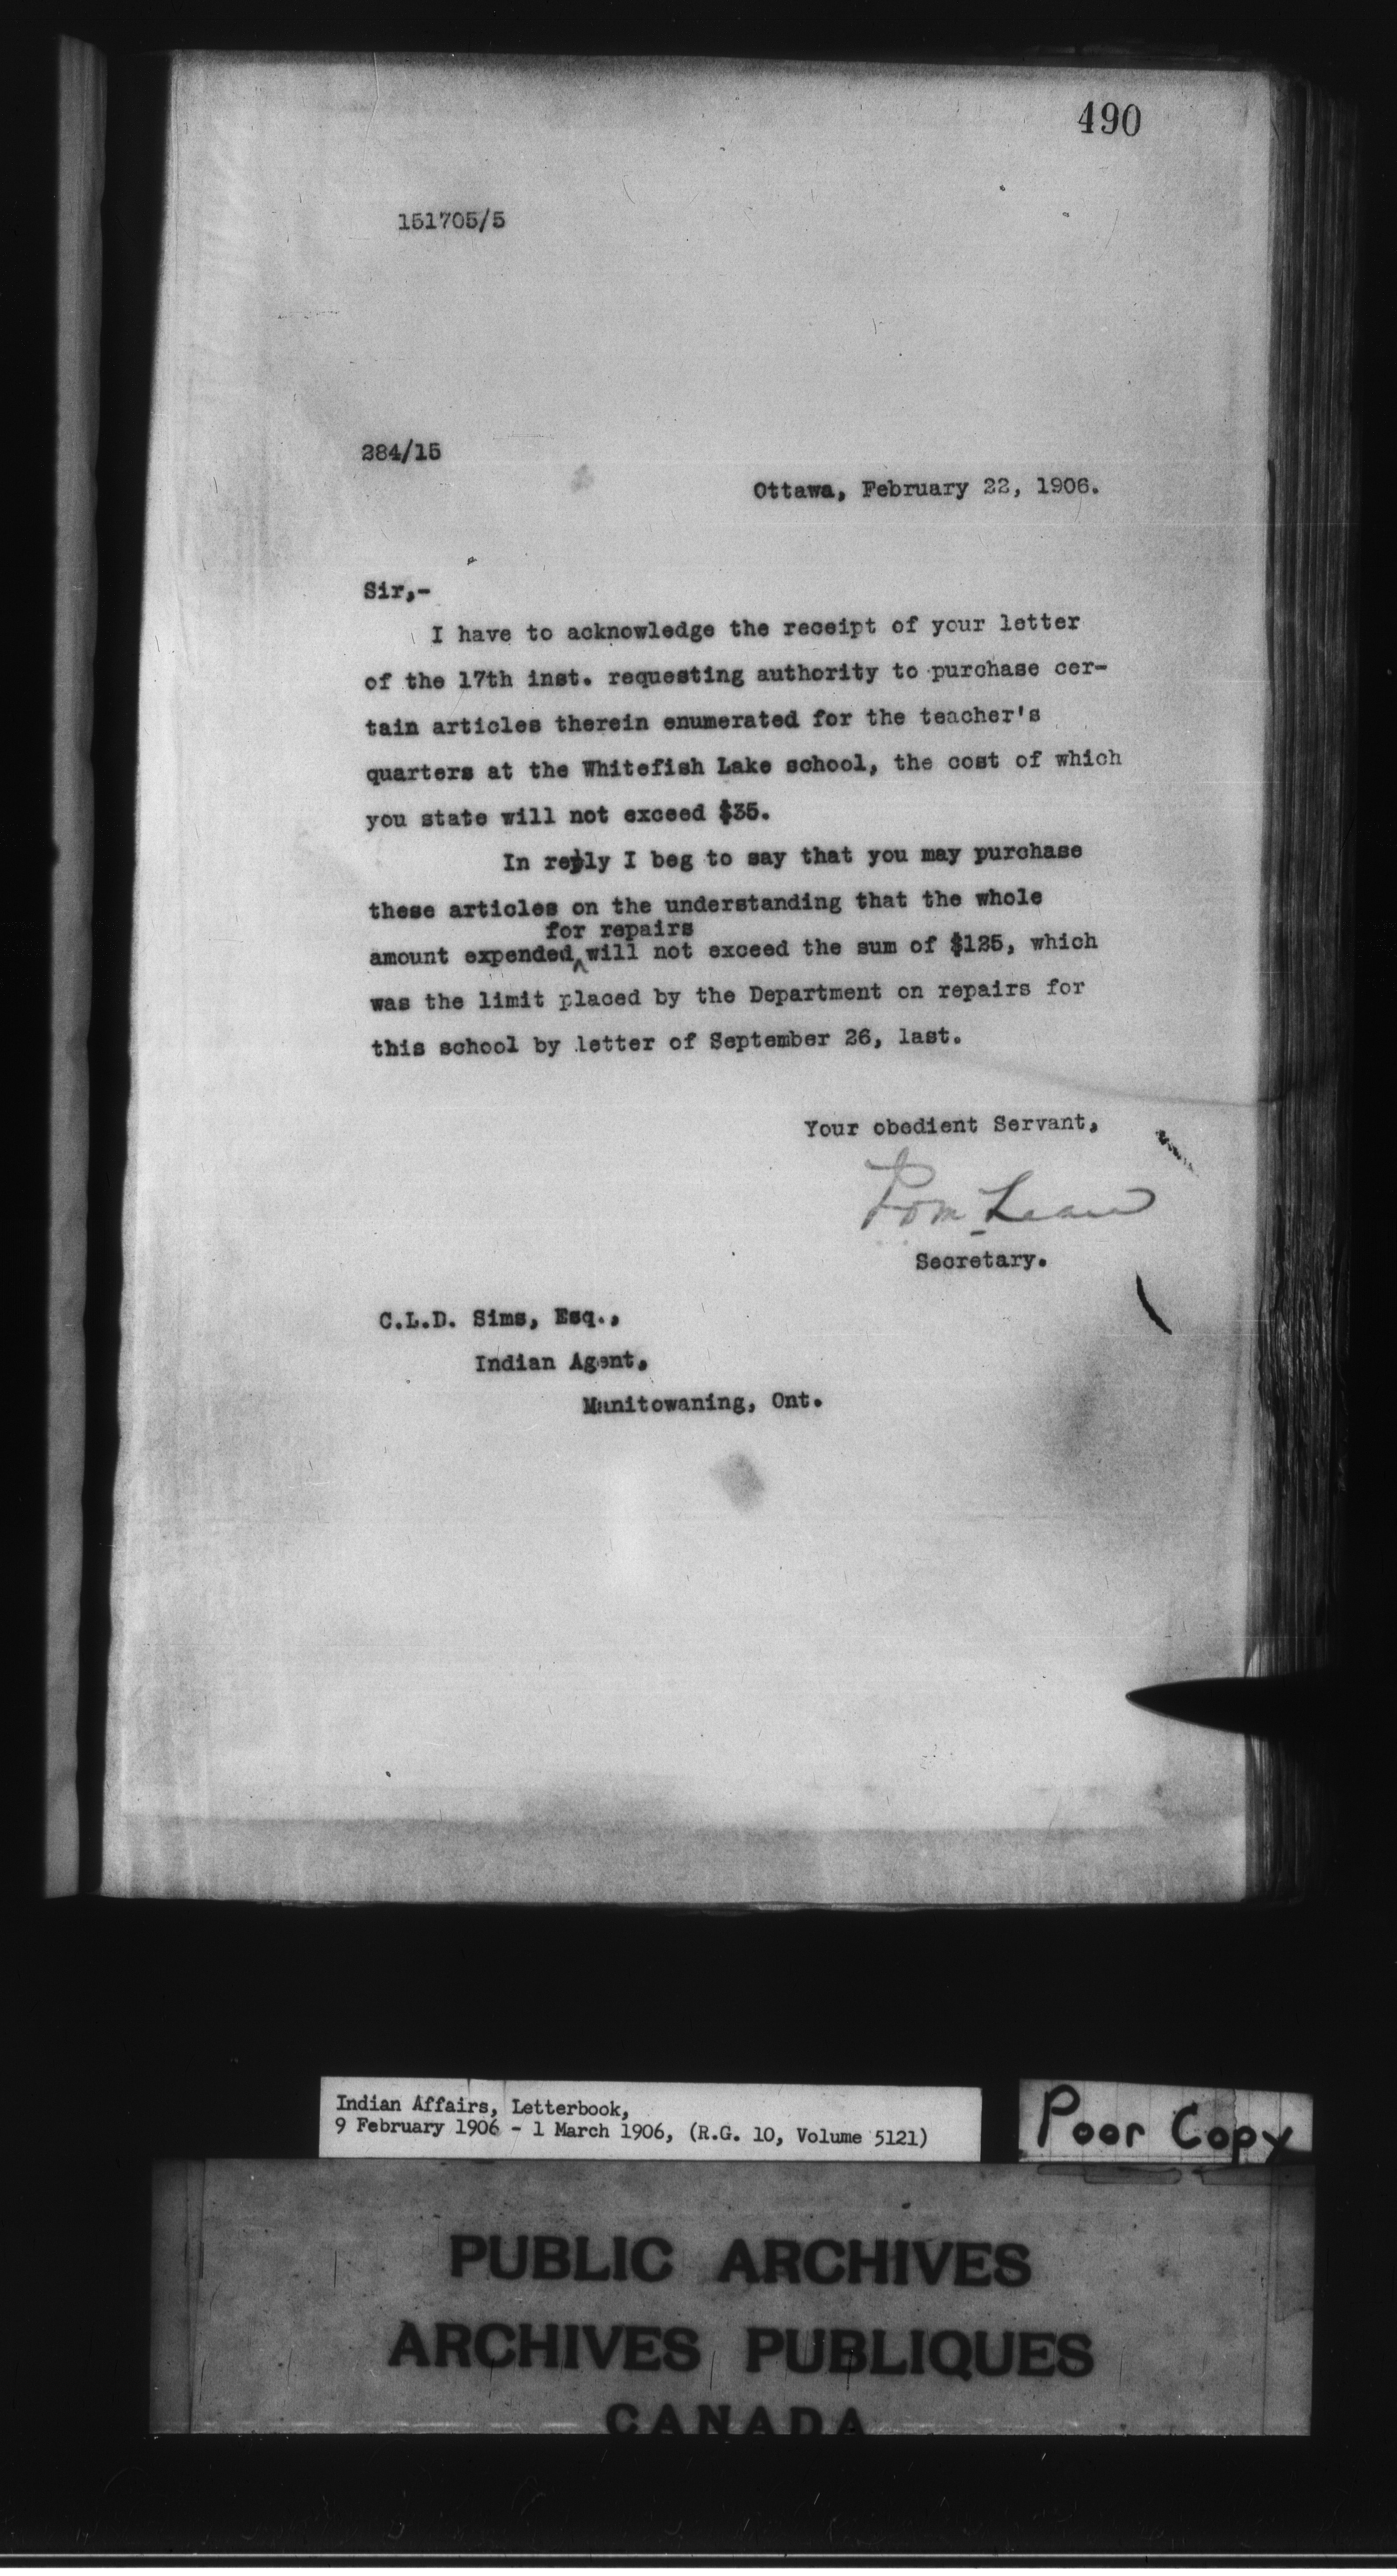 490
151705/5
284/15
Ottawa, February 22, 1906.
Sir,-
I have to acknowledge the receipt of your letter
of the 17th inst. requesting authority to purchase cer-
tain articles therein enumerated for the teacher's
quarters at the Whitefish Lake school, the cost of which
you state will not exceed $35.
In reply I beg to say that you may purchase
these articles on the understanding that the whole
for repairs
amount expended^will not exceed the sum of $125, which
was the limit placed by the Department on repairs for
this school by letter of September 26, last.
Your obedient Servant,
Secretary.
C.L.D. Sims, Esq.,
Indian Agent,
Manitowaning, Ont.
Indian Affairs, Letterbook,
9 February 1906 - 1 March 1906, (R.G. 10, Volume 5121)
Poor Copy
PUBLIC ARCHIVES
ARCHIVES PUBLIQUES
CANADA